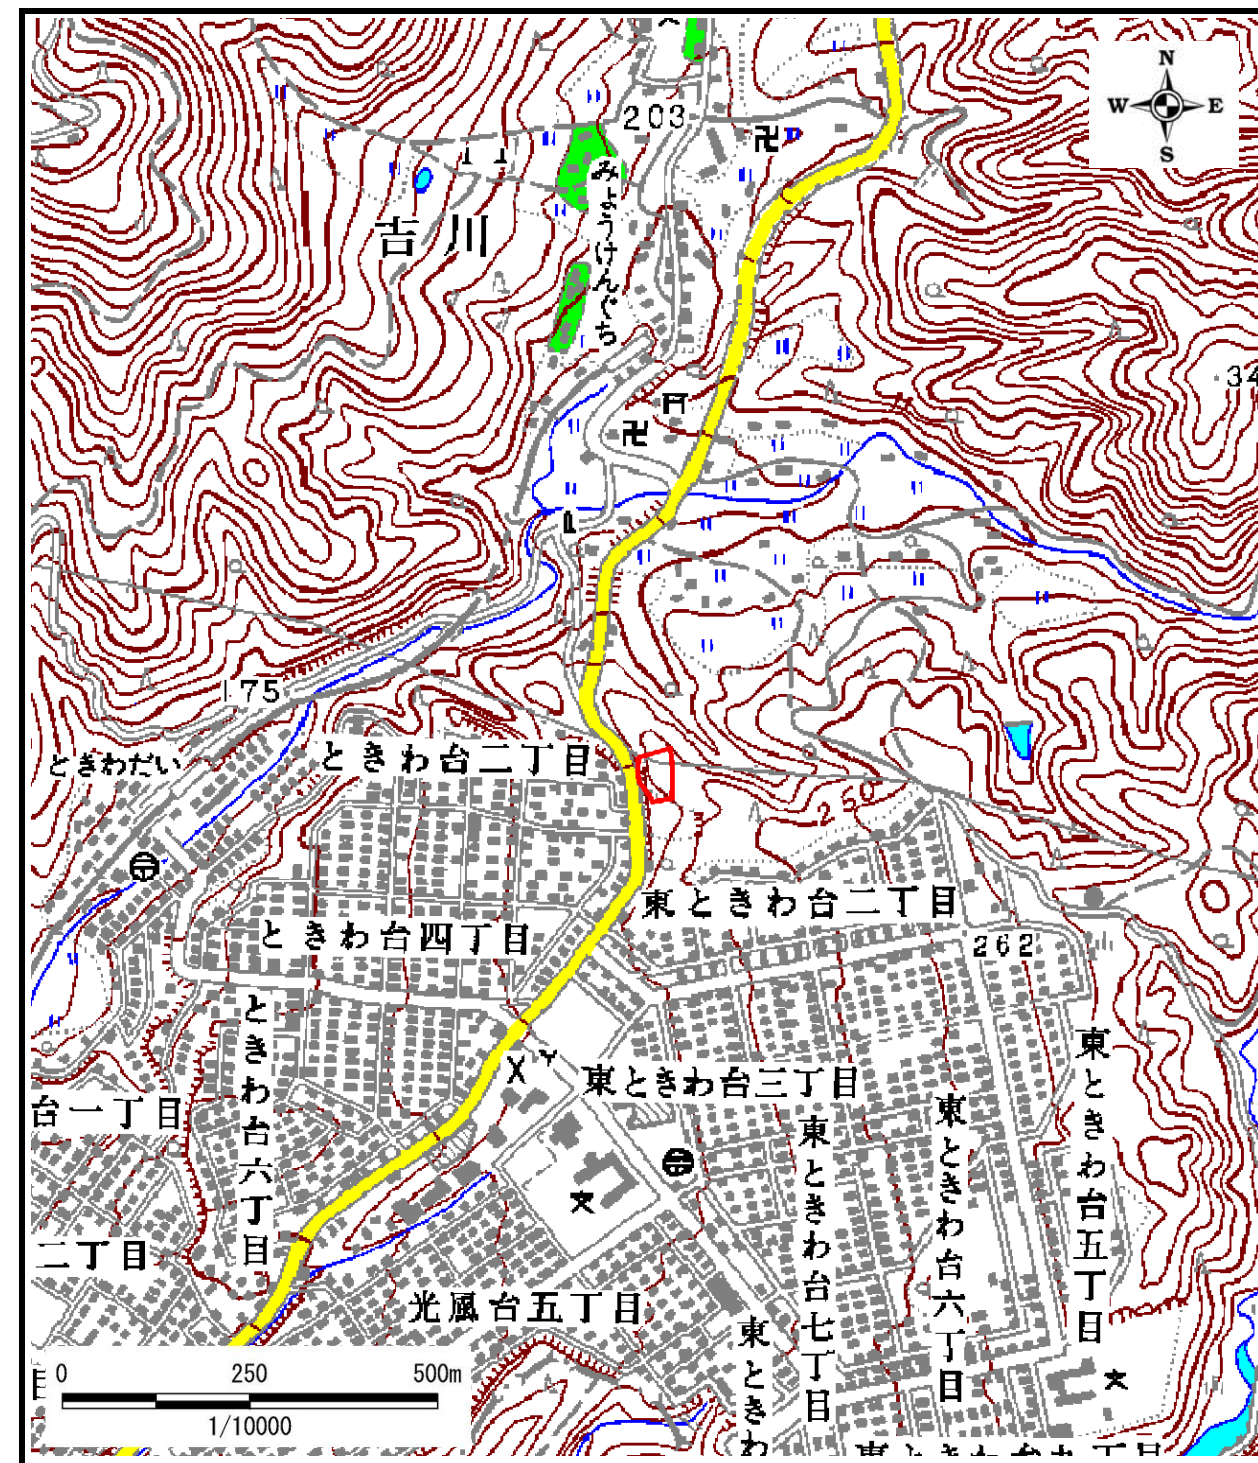 N
W E
S
203
みょうけんぐち
吉川
34
175
ときわ台二丁目
ときわだい
250
東ときわ台二丁目
ときわ台四丁目
262
ときわ台六丁目
東ときわ台三丁目
東ときわ台五丁目
台一丁目
東ときわ台七丁目
東ときわ台六丁目
二丁目
光風台五丁目
東ときわ
目
0 250 500m
1/10000